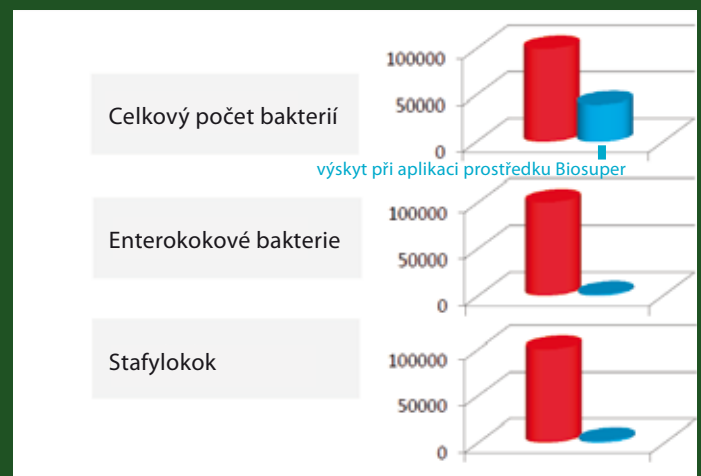 100000
Celkový počet bakterií
50000
0
výskyt při aplikaci prostředku Biosuper
100000
Enterokokové bakterie
50000
0
Stafylokok
100000
50000
0